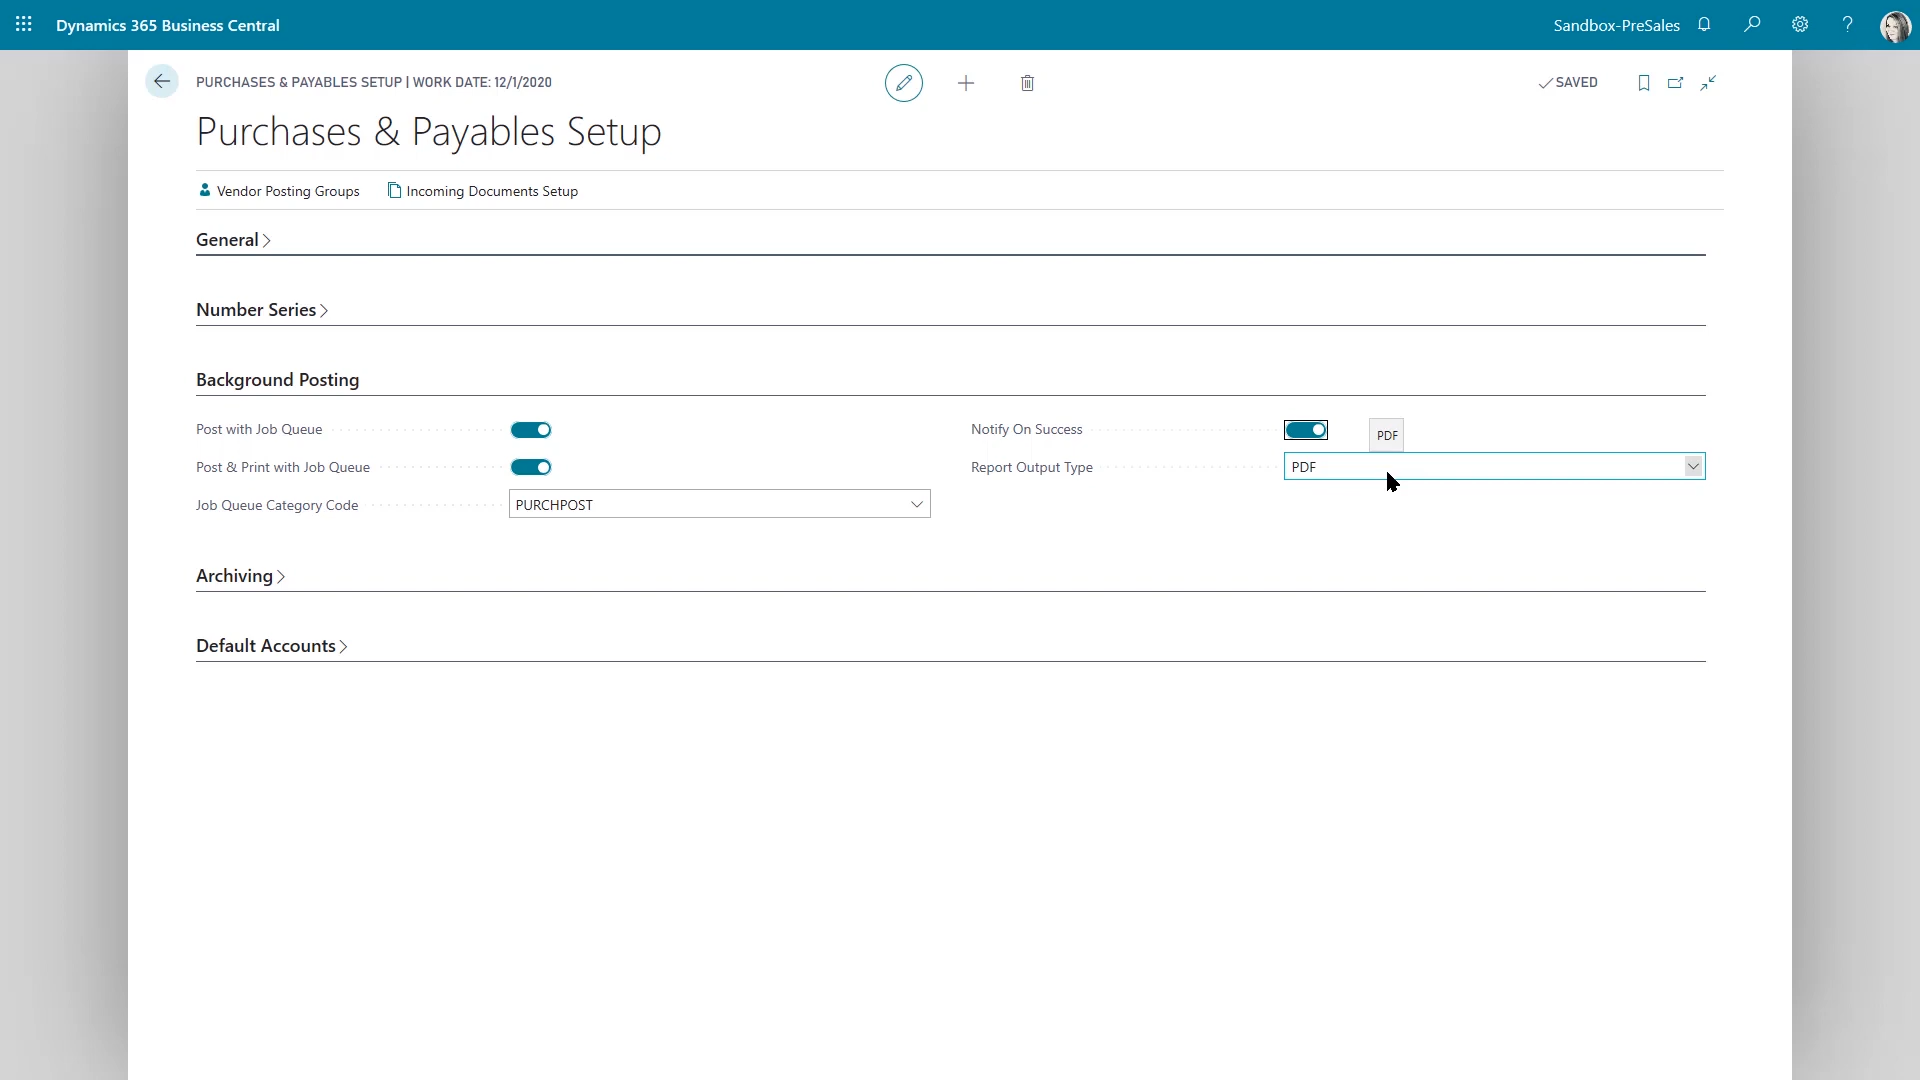 Dynamics 365 Business Central
Sandbox-PreSales
PURCHASES & PAYABLES SETUP | WORK DATE: 12/1/2020
SAVED
Purchases & Payables Setup
Vendor Posting Groups
Incoming Documents Setup
General
Number Series
Background Posting
Post with Job Queue
Post & Print with Job Queue
Job Queue Category Code
PURCHPOST
Notify On Success
PDF
Report Output Type
PDF
Archiving
Default Accounts